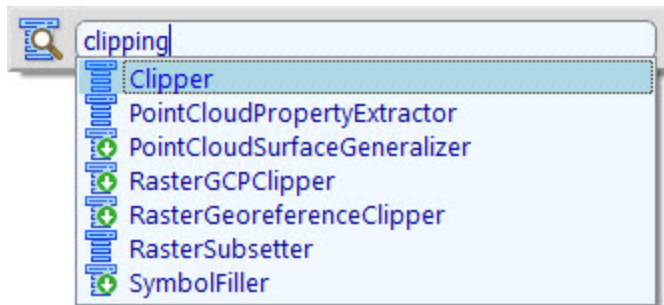 clipping
Clipper
PointCloudPropertyExtractor
PointCloudSurfaceGeneralizer
RasterGCPClipper
RasterGeoreferenceClipper
RasterSubsetter
SymbolFiller